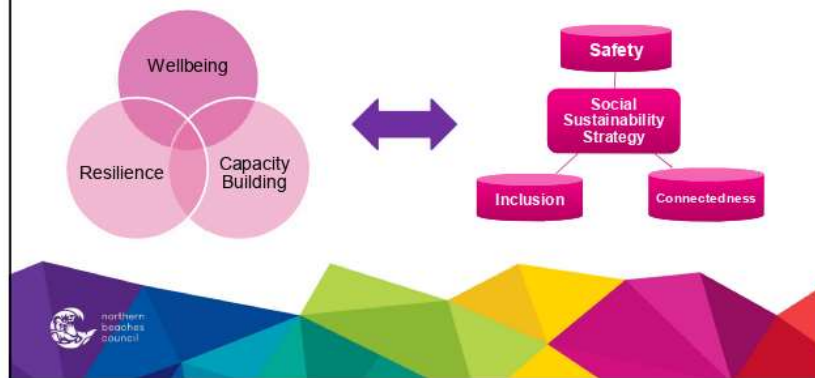 Wellbeing
Resilience
Capacity
Building
Safety
Social
Sustainability
Strategy
Inclusion
Connectedness
northern
beaches
council